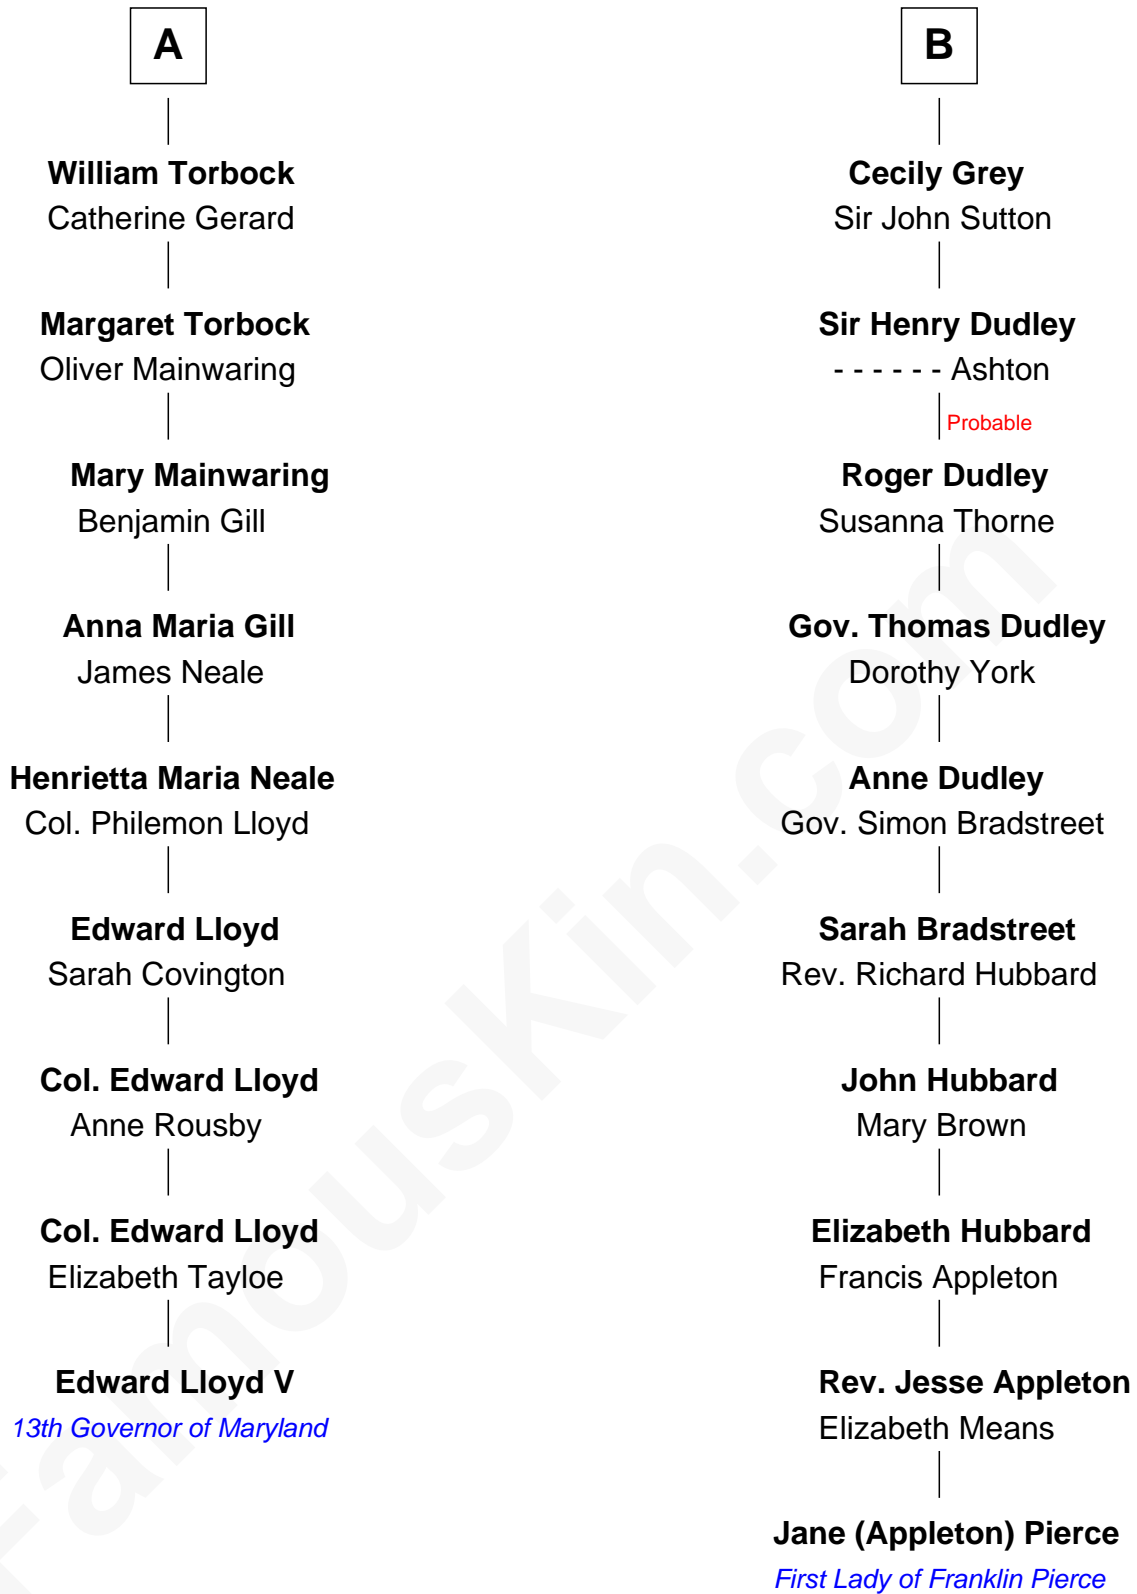 A
William Torbock
Catherine Gerard
Margaret Torbock
Oliver Mainwaring
Mary Mainwaring
Benjamin Gill
Anna Maria Gill
James Neale
Henrietta Maria Neale
Col. Philemon Lloyd
Edward Lloyd
Sarah Covington
Col. Edward Lloyd
Anne Rousby
Col. Edward Lloyd
Elizabeth Tayloe
Edward Lloyd V
13th Governor of Maryland
B
Cecily Grey
Sir John Sutton
Sir Henry Dudley
- - - - - - Ashton
Probable
Roger Dudley
Susanna Thorne
Gov. Thomas Dudley
Dorothy York
Anne Dudley
Gov. Simon Bradstreet
Sarah Bradstreet
Rev. Richard Hubbard
John Hubbard
Mary Brown
Elizabeth Hubbard
Francis Appleton
Rev. Jesse Appleton
Elizabeth Means
Jane (Appleton) Pierce
First Lady of Franklin Pierce
FamousKin.com